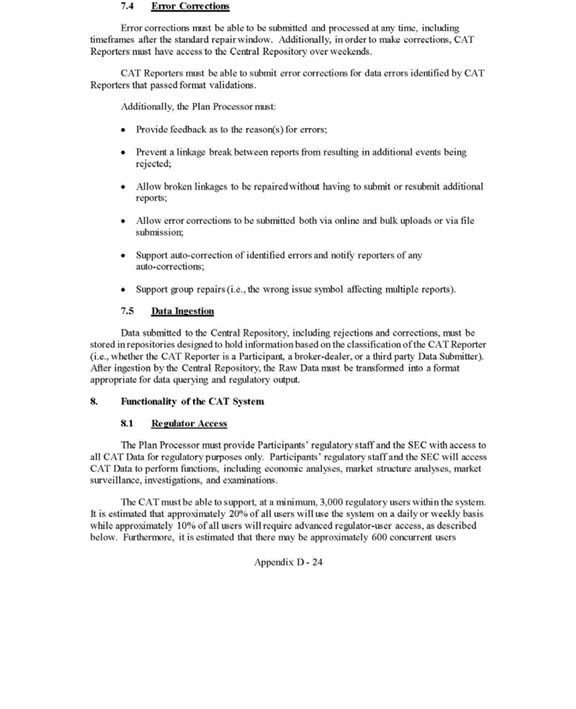 7.4 Error Corrections
Error corrections must be able to be submitted and processed at any time, including
timeframes after the standard repair window. Additionally, in order to make corrections, CAT
Reporters must have access to the Central Repository over weekends.
CAT Reporters must be able to submit error corrections for data errors identified by CAT
Reporters that passed format validations.
Additionally, the Plan Processor must:
• Provide feedback as to the reason(s) for errors;
• Prevent a linkage break between reports from resulting in additional events being
rejected;
• Allow broken linkages to be repaired without having to submit or resubmit additional
reports;
• Allow error corrections to be submitted both via online and bulk uploads or via file
submission;
• Support auto-correction of identified errors and notify reporters of any
auto-corrections;
• Support group repairs (i.e., the wrong issue symbol affecting multiple reports).
7.5 Data Ingestion
Data submitted to the Central Repository, including rejections and corrections, must be
stored in repositories designed to hold information based on the classification of the CAT Reporter
(i.e., whether the CAT Reporter is a Participant, a broker-dealer, or a third party Data Submitter).
After ingestion by the Central Repository, the Raw Data must be transformed into a format
appropriate for data querying and regulatory output.
8. Functionality of the CAT System
8.1 Regulator Access
The Plan Processor must provide Participants' regulatory staff and the SEC with access to
all CAT Data for regulatory purposes only. Participants' regulatory staff and the SEC will access
CAT Data to perform functions, including economic analyses, market structure analyses, market
surveillance, investigations, and examinations.
The CAT must be able to support, at a minimum, 3,000 regulatory users within the system.
It is estimated that approximately 20% of all users will use the system on a daily or weekly basis
while approximately 10% of all users will require advanced regulator-user access, as described
below. Furthermore, it is estimated that there may be approximately 600 concurrent users
Appendix D - 24